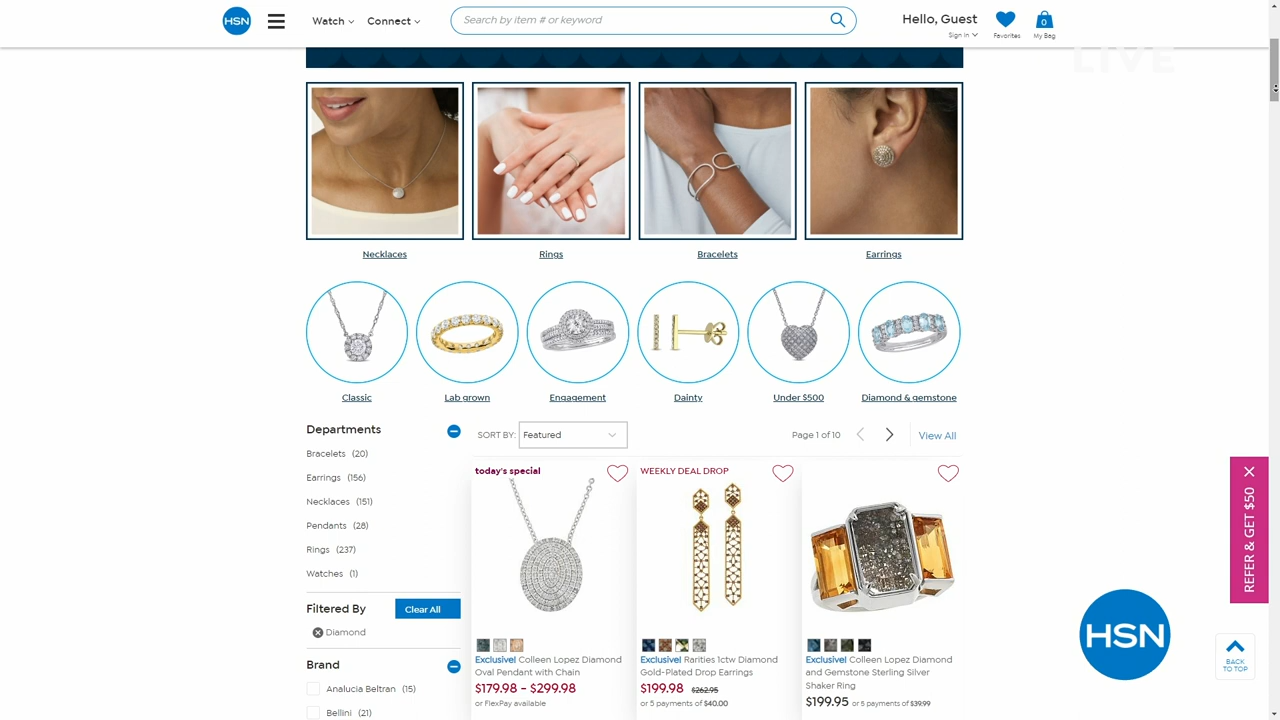 HSN
Watch
Connect
Search by item # or keyword
Hello, Guest
Sign In
Favorites
0
My Bag
LIVE
Necklaces
Rings
Bracelets
Earrings
Classic
Lab grown
Engagement
Dainty
Under $500
Diamond & gemstone
Departments
Bracelets (20)
Earrings (156)
Necklaces (151)
Pendants (28)
Rings (237)
Watches (1)
Filtered By
Clear All
Diamond
Brand
Analucia Beltran (15)
Bellini (21)
SORT BY: Featured
Page 1 of 10
View All
today's special
Exclusive! Colleen Lopez Diamond
Oval Pendant with Chain
$179.98 - $299.98
or FlexPay available
WEEKLY DEAL DROP
Exclusive! Rarities 1ctw Diamond
Gold-Plated Drop Earrings
$199.98 $262.95
or 5 payments of $40.00
Exclusive! Colleen Lopez Diamond
and Gemstone Sterling Silver
Shaker Ring
$199.95 or 5 payments of $39.99
REFER & GET $50
HSN
BACK
TO TOP